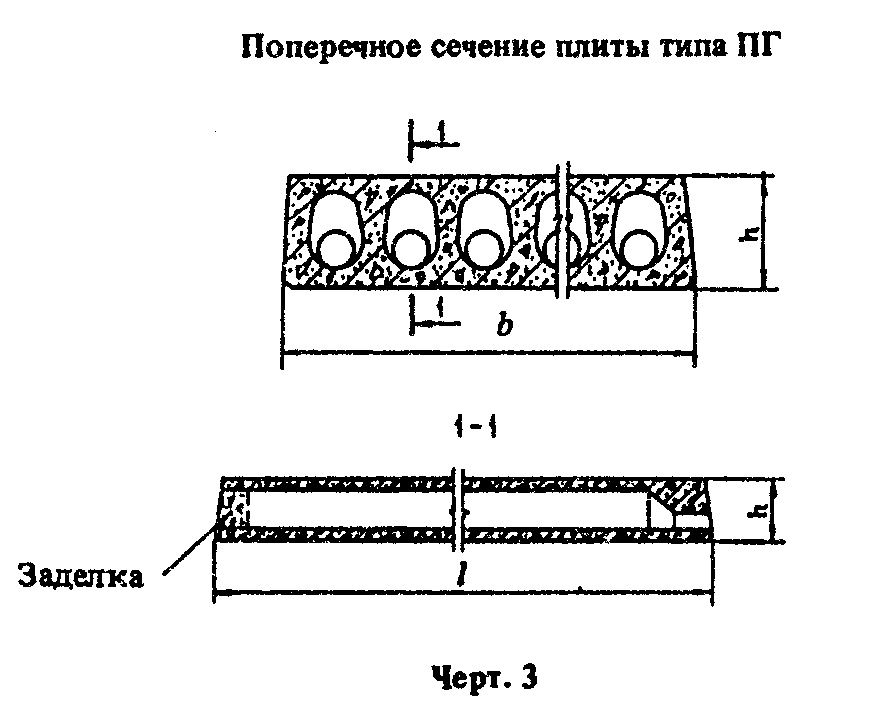 Поперечное сечение плиты типа ПГ
1
h
1
b
1-1
h
Заделка
l
Черт. 3